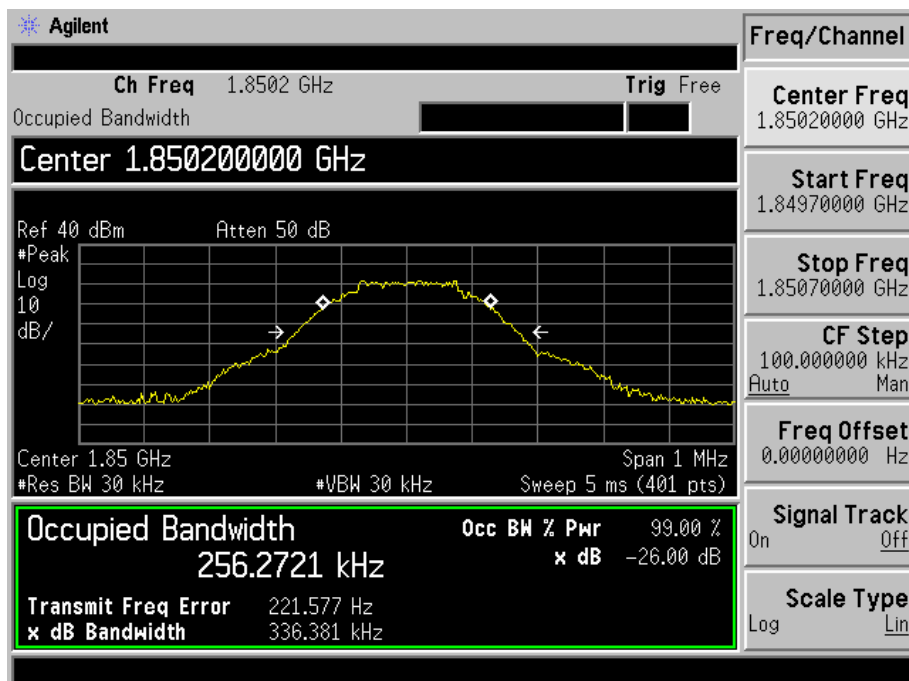 Agilent
Freq/Channel
Ch Freq 1.8502 GHz Trig Free
Occupied Bandwidth
Center 1.850200000 GHz
Ref 40 dBm Atten 50 dB
#Peak
Log
10
dB/
Center 1.85 GHz Span 1 MHz
#Res BW 30 kHz #VBW 30 kHz Sweep 5 ms (401 pts)
Occupied Bandwidth
256.2721 kHz
Occ BW % Pwr 99.00 %
x dB -26.00 dB
Transmit Freq Error 221.577 Hz
x dB Bandwidth 336.381 kHz
Center Freq
1.85020000 GHz
Start Freq
1.84970000 GHz
Stop Freq
1.85070000 GHz
CF Step
100.000000 kHz
Auto Man
Freq Offset
0.00000000 Hz
Signal Track
On Off
Scale Type
Log Lin